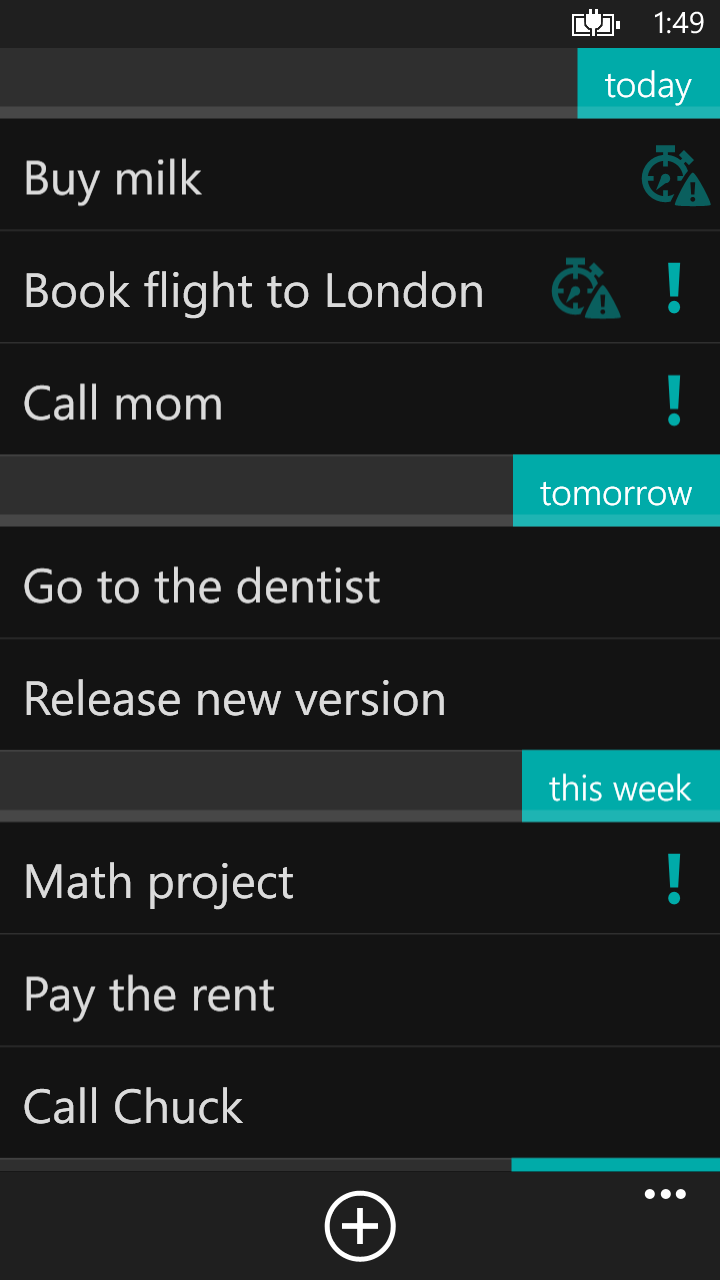 1:49
today
Buy milk
Book flight to London
!
Call mom
!
tomorrow
Go to the dentist
Release new version
this week
Math project
!
Pay the rent
Call Chuck